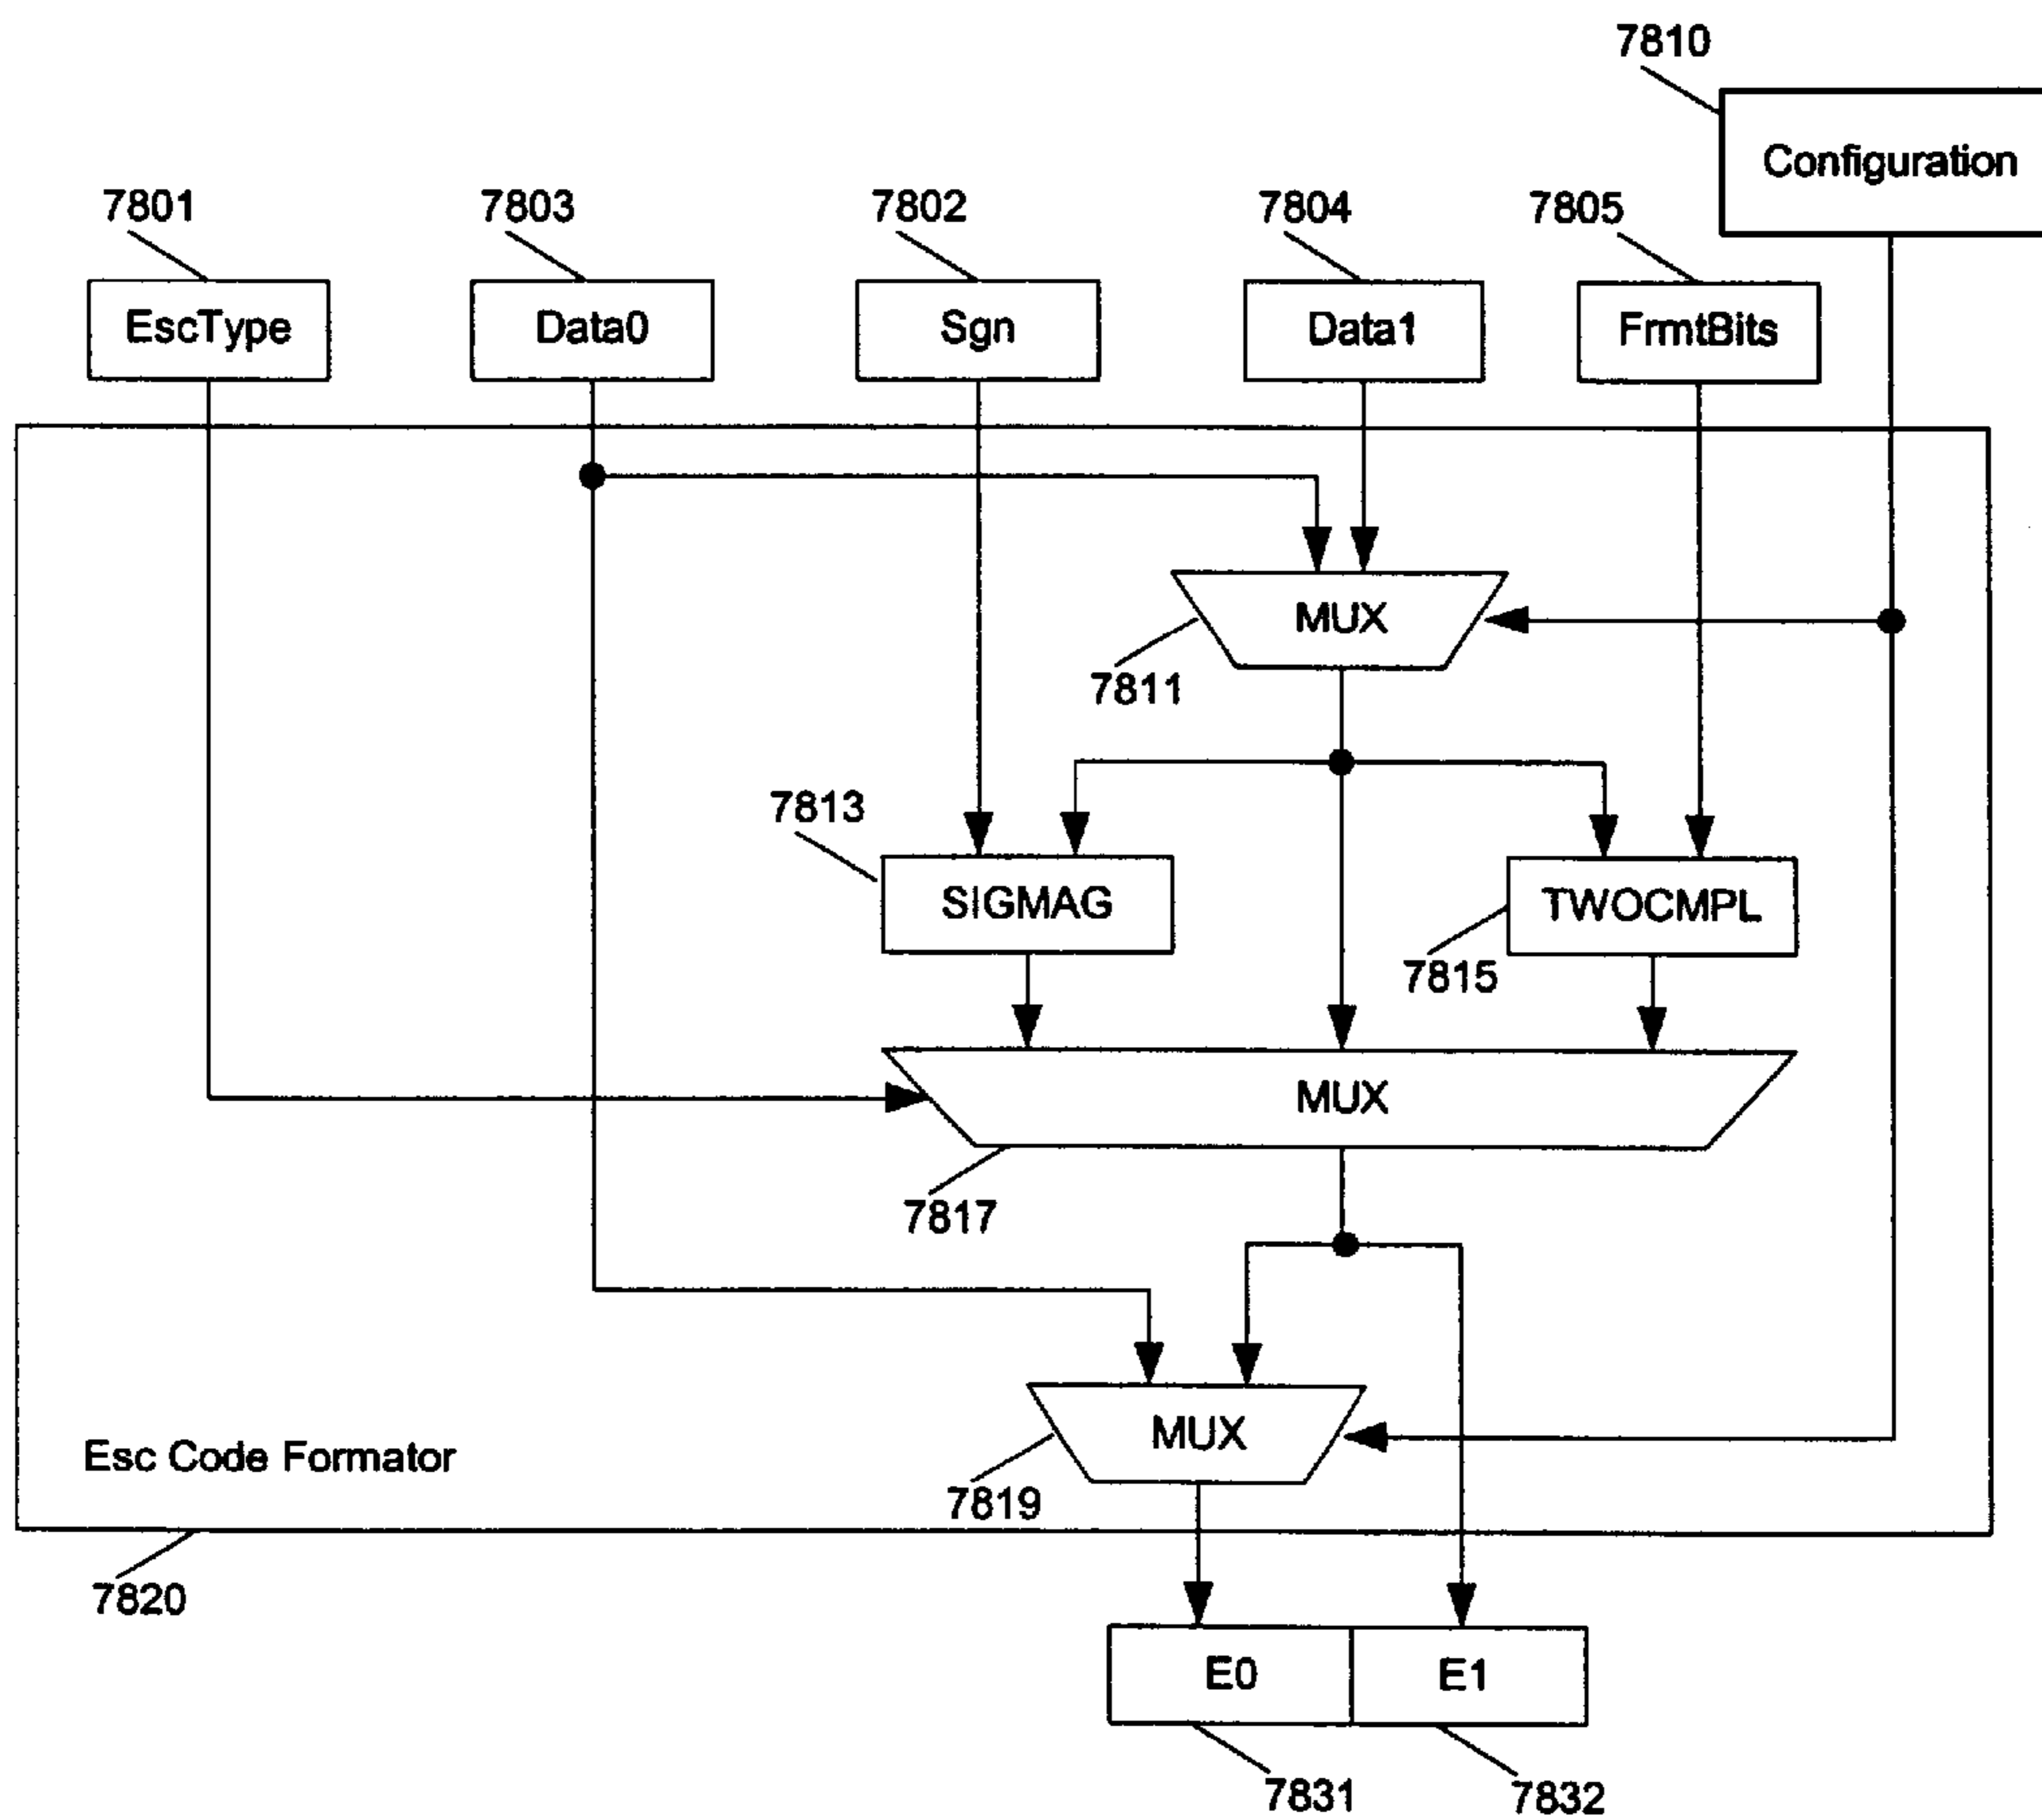 7810
Configuration
7801
7803
7802
7804
7805
EscType
Data0
Sgn
Data1
FrmtBits
MUX
7811
7813
SIGMAG
TWOCMPL
7815
MUX
7817
MUX
Esc Code Formator
7819
7820
E0
E1
7831
7832